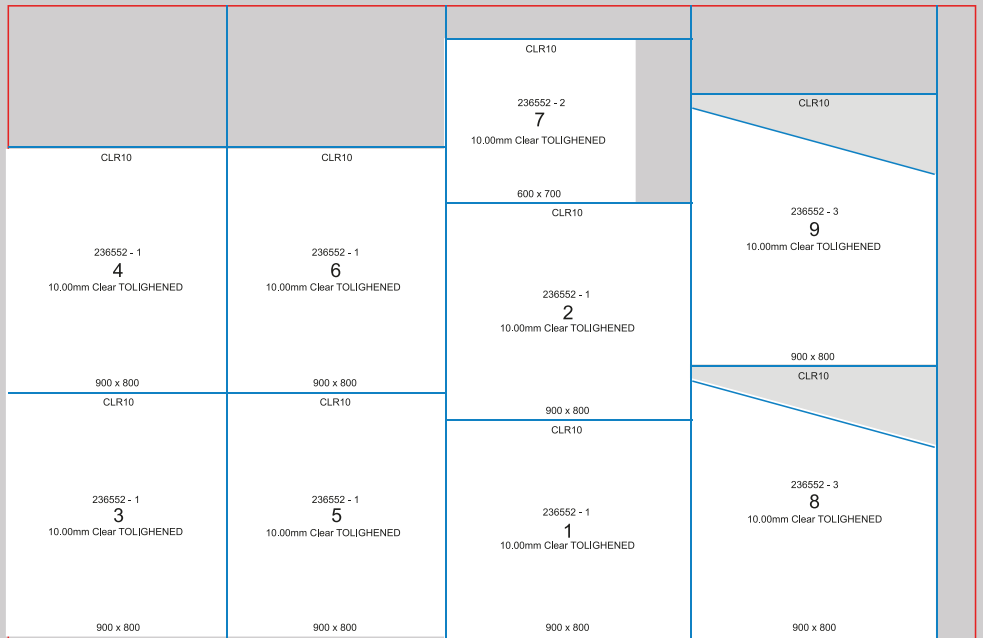 CLR10
236552 - 1
4
10.00mm Clear TOLIGHENED
900 x 800
CLR10
236552 - 1
3
10.00mm Clear TOLIGHENED
900 x 800
CLR10
236552 - 1
6
10.00mm Clear TOLIGHENED
900 x 800
CLR10
236552 - 1
5
10.00mm Clear TOLIGHENED
900 x 800
CLR10
236552 - 2
7
10.00mm Clear TOLIGHENED
600 x 700
CLR10
236552 - 1
2
10.00mm Clear TOLIGHENED
900 x 800
CLR10
236552 - 1
1
10.00mm Clear TOLIGHENED
900 x 800
CLR10
236552 - 3
9
10.00mm Clear TOLIGHENED
900 x 800
CLR10
236552 - 3
8
10.00mm Clear TOLIGHENED
900 x 800